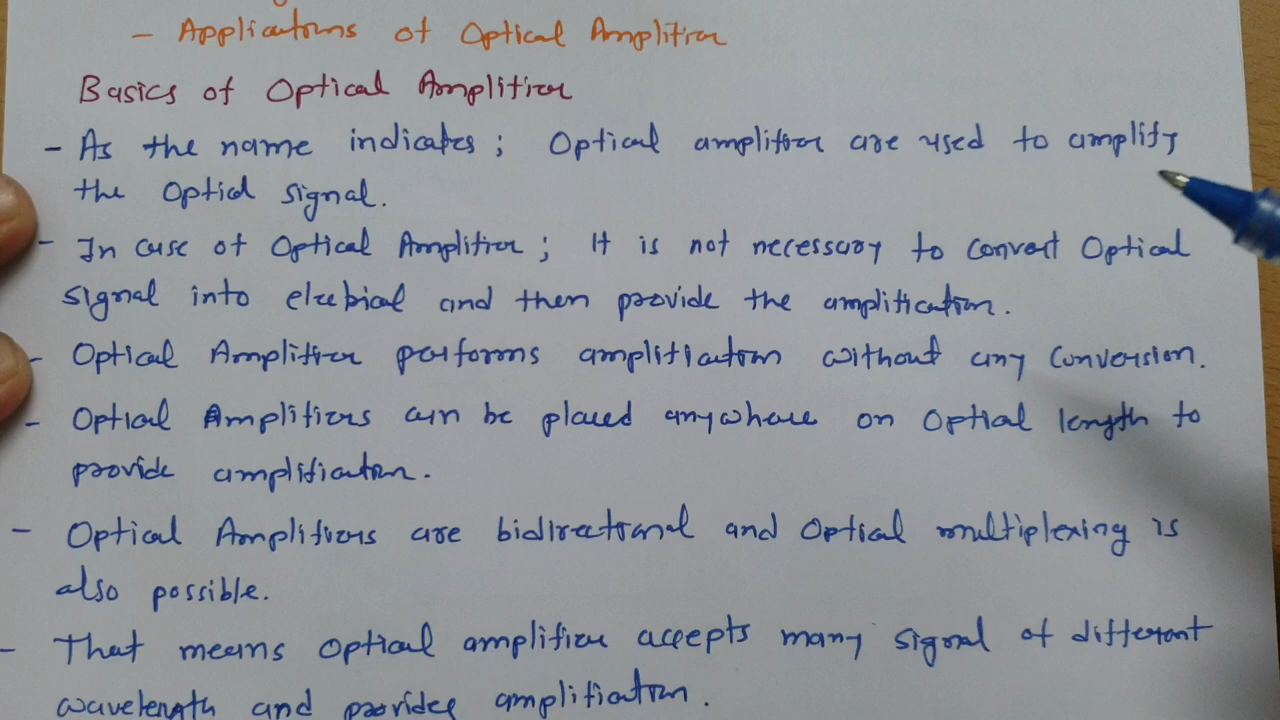 - Applications of Optical Amplifier
Basics of Optical Amplifier
- As the name indicates; Optical amplifier are used to amplify
the Optical signal.
- In case of Optical Amplifier; It is not necessary to convert Optical
signal into electrical and then provide the amplification.
- Optical Amplifier performs amplification without any conversion.
- Optical Amplifiers can be placed anywhere on Optical length to
provide amplification.
- Optical Amplifiers are bidirectional and Optical multiplexing is
also possible.
- That means Optical amplifier accepts many signal of different
wavelength and provides amplification.